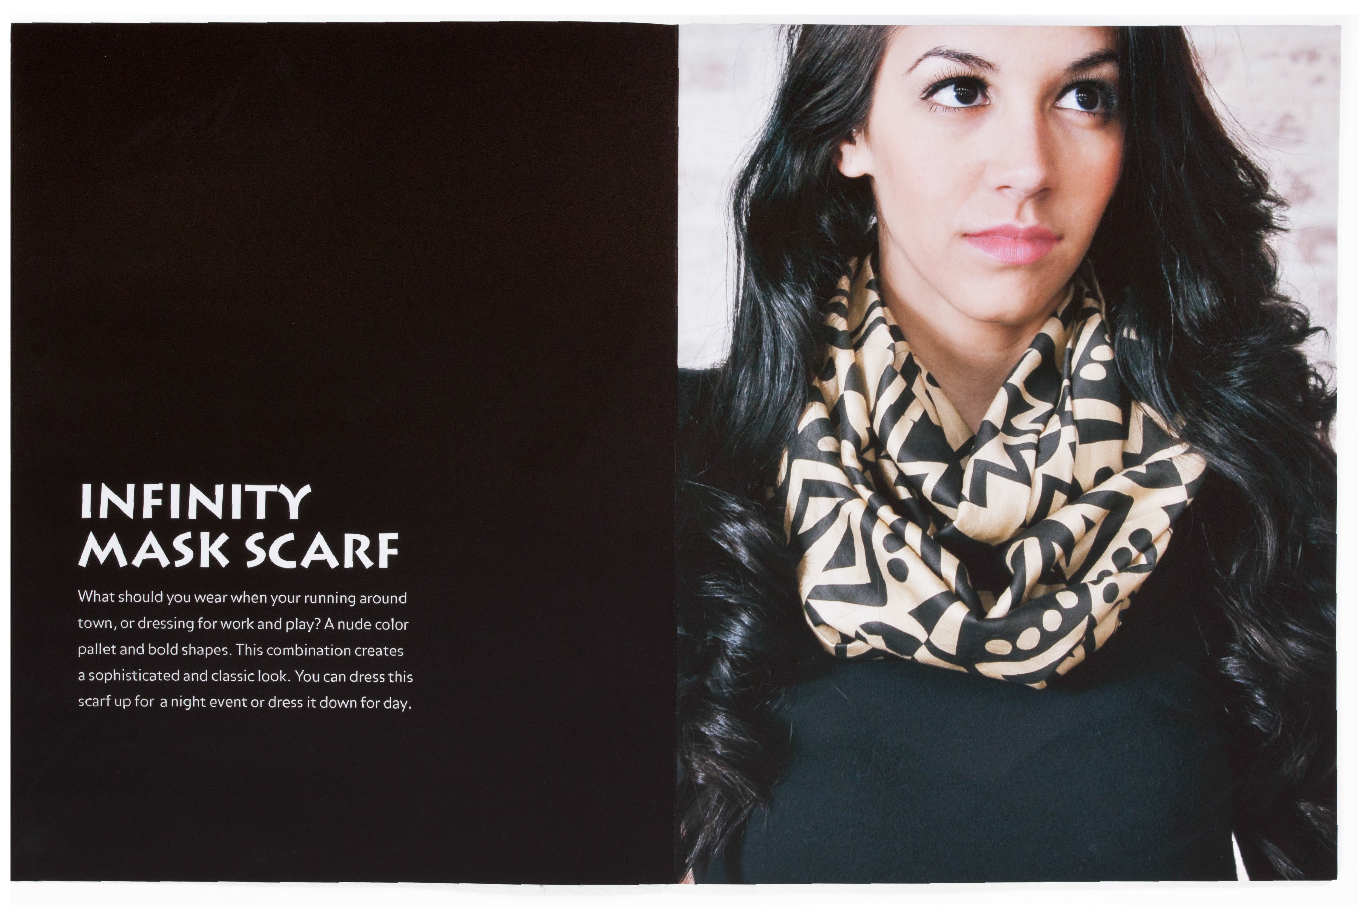 INFINITY
MASK SCARF
What should you wear when your running around
town, or dressing for work and play? A nude color
pallet and bold shapes. This combination creates
a sophisticated and classic look. You can dress this
scarf up for a night event or dress it down for day.